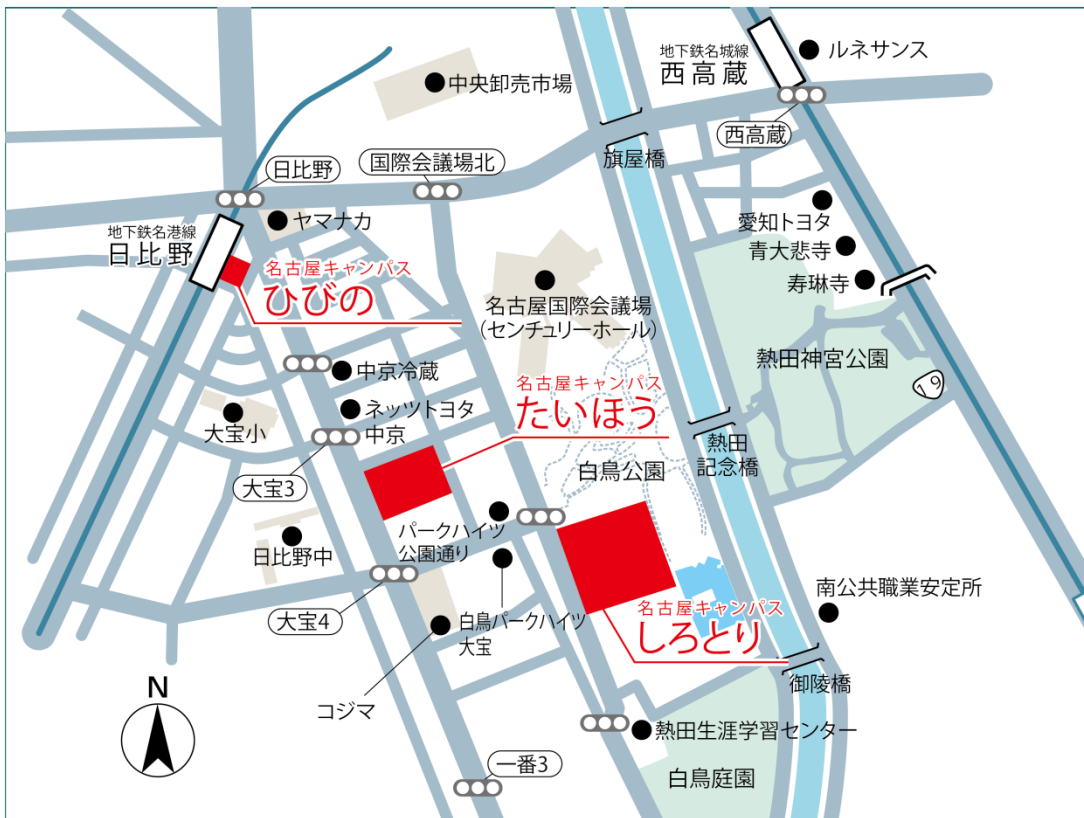 地下鉄名城線
西高蔵
ルネサンス
中央卸売市場
西高蔵
旗屋橋
国際会議場北
日比野
ヤマナカ
地下鉄名港線
日比野
愛知トヨタ
青大悲寺
寿琳寺
名古屋キャンパス
ひびの
名古屋国際会議場
(センチュリーホール)
熱田神宮公園
19
中京冷蔵
名古屋キャンパス
たいほう
ネッツトヨタ
中京
大宝小
熱田
記念橋
白鳥公園
大宝3
パークハイツ
公園通り
日比野中
南公共職業安定所
名古屋キャンパス
しろとり
大宝4
白鳥パークハイツ
大宝
御陵橋
N
コジマ
熱田生涯学習センター
一番3
白鳥庭園